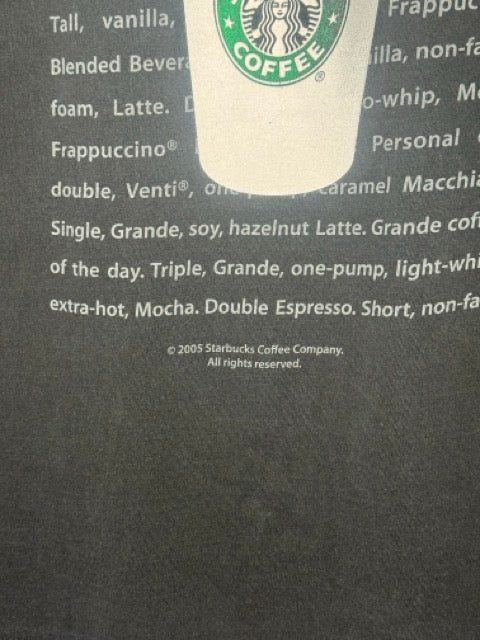 Frappuc
Tall, vanilla,
COFFEE ®
Blended Bever illa, non-fa
foam, Latte. D o-whip, Mo
Frappuccino® Personal
double, Venti®, one caramel Macchia
Single, Grande, soy, hazelnut Latte. Grande coff
of the day. Triple, Grande, one-pump, light-whi
extra-hot, Mocha. Double Espresso. Short, non-fa
© 2005 Starbucks Coffee Company.
All rights reserved.